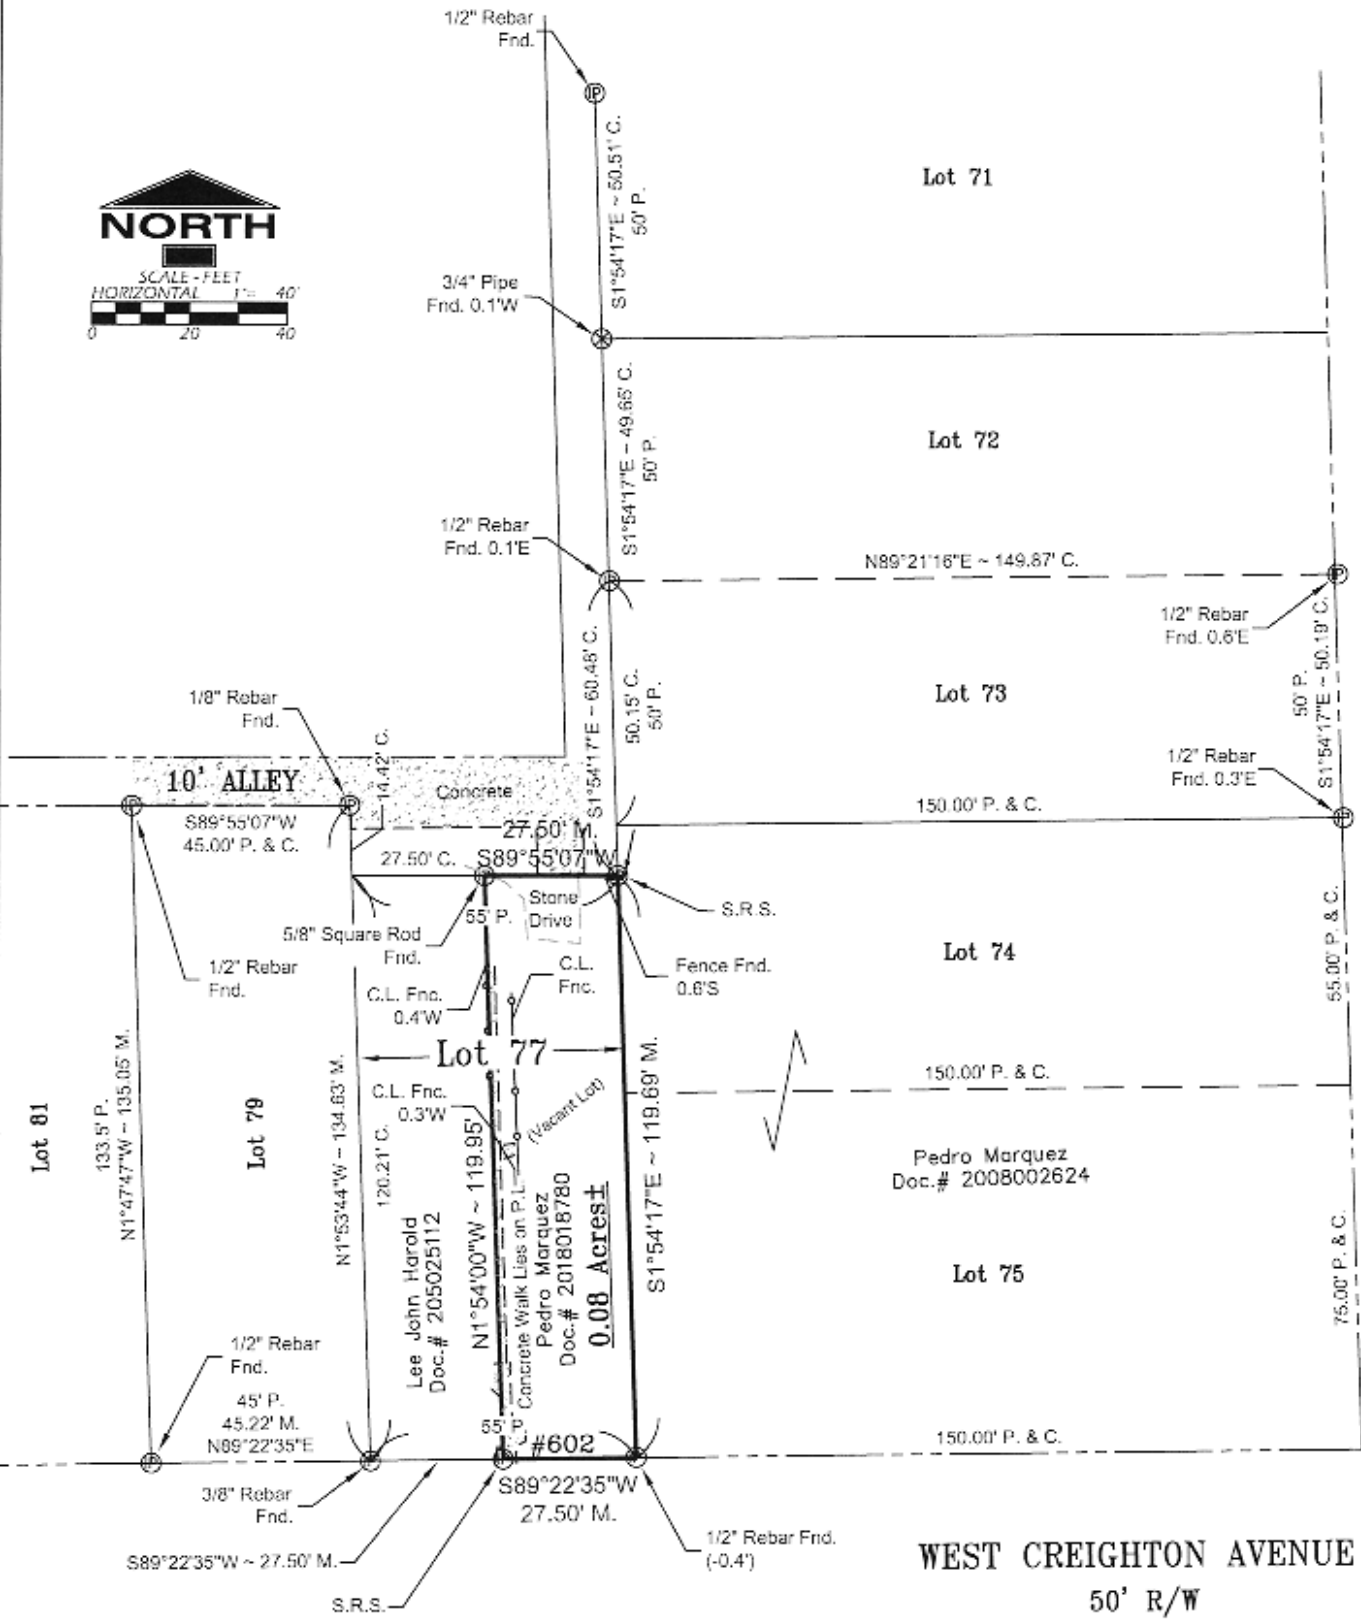 1/2" Rebar
Fnd.
S1°54'17"E ~ 50.51' C.
50' P.
Lot 71
NORTH
SCALE - FEET
HORIZONTAL 1"= 40'
0 20 40
3/4" Pipe
Fnd. 0.1'W
S1°54'17"E ~ 49.65' C.
50' P.
Lot 72
1/2" Rebar
Fnd. 0.1'E
N89°21'16"E ~ 149.87' C.
1/2" Rebar
Fnd. 0.6'E
S1°54'17"E ~ 60.48' C.
50.15' C.
50' P.
Lot 73
50' P.
S1°54'17"E ~ 50.19' C.
1/8" Rebar
Fnd.
1/2" Rebar
Fnd. 0.3'E
10' ALLEY
14.42' C.
Concrete
150.00' P. & C.
S89°55'07"W
45.00' P. & C.
27.50' M.
27.50' C.
S89°55'07"W
Stone
Drive
55' P.
S.R.S.
5/8" Square Rod
Fnd.
1/2" Rebar
Fnd.
C.L. Fnc.
0.4'W
C.L.
Fnc.
Fence Fnd.
0.6'S
Lot 74
55.00' P. & C.
Lot 77
150.00' P. & C.
C.L. Fnc.
0.3'W
(Vacant Lot)
Lot 81
133.5' P.
N1°47'47"W ~ 135.05' M.
Lot 79
N1°53'44"W ~ 134.63' M.
120.21' C.
Lee John Harold
Doc.# 205025112
N1°54'00"W ~ 119.95'
Concrete Walk Lies on P.L.
Pedro Marquez
Doc.# 2018018780
0.08 Acres±
S1°54'17"E ~ 119.69' M.
Pedro Marquez
Doc.# 2008002624
Lot 75
75.00' P. & C.
1/2" Rebar
Fnd.
45' P.
45.22' M.
N89°22'35"E
55' P.
#602
150.00' P. & C.
S89°22'35"W
27.50' M.
3/8" Rebar
Fnd.
S89°22'35"W ~ 27.50' M.
S.R.S.
1/2" Rebar Fnd.
(-0.4')
WEST CREIGHTON AVENUE
50' R/W